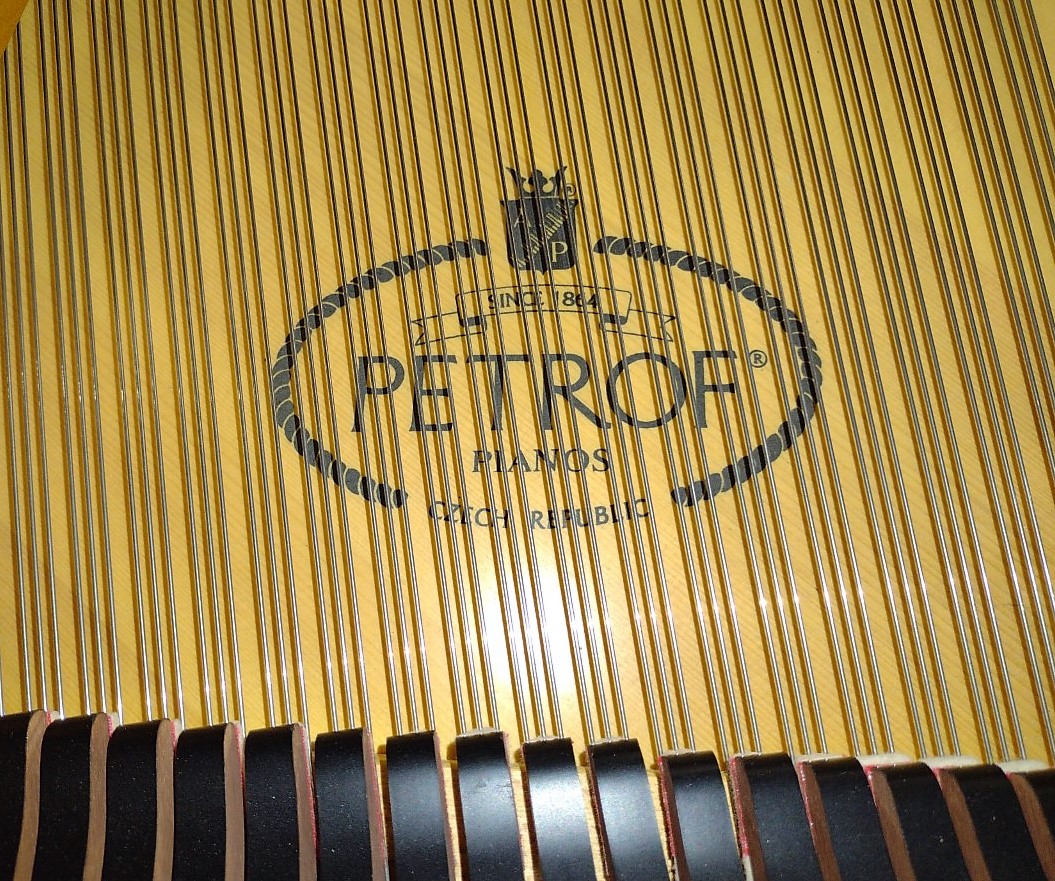 A P
SINCE 1864
PETROF®
PIANOS
CZECH REPUBLIC